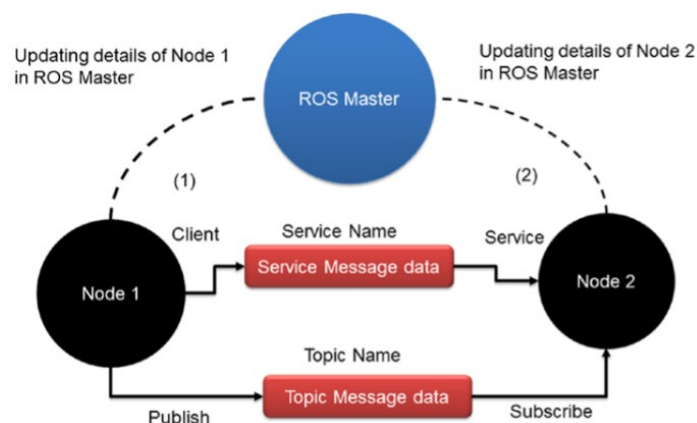 Updating details of Node 1
in ROS Master
ROS Master
Updating details of Node 2
in ROS Master
(1)
(2)
Client
Service Name
Service
Service Message data
Node 1
Node 2
Topic Name
Topic Message data
Publish
Subscribe